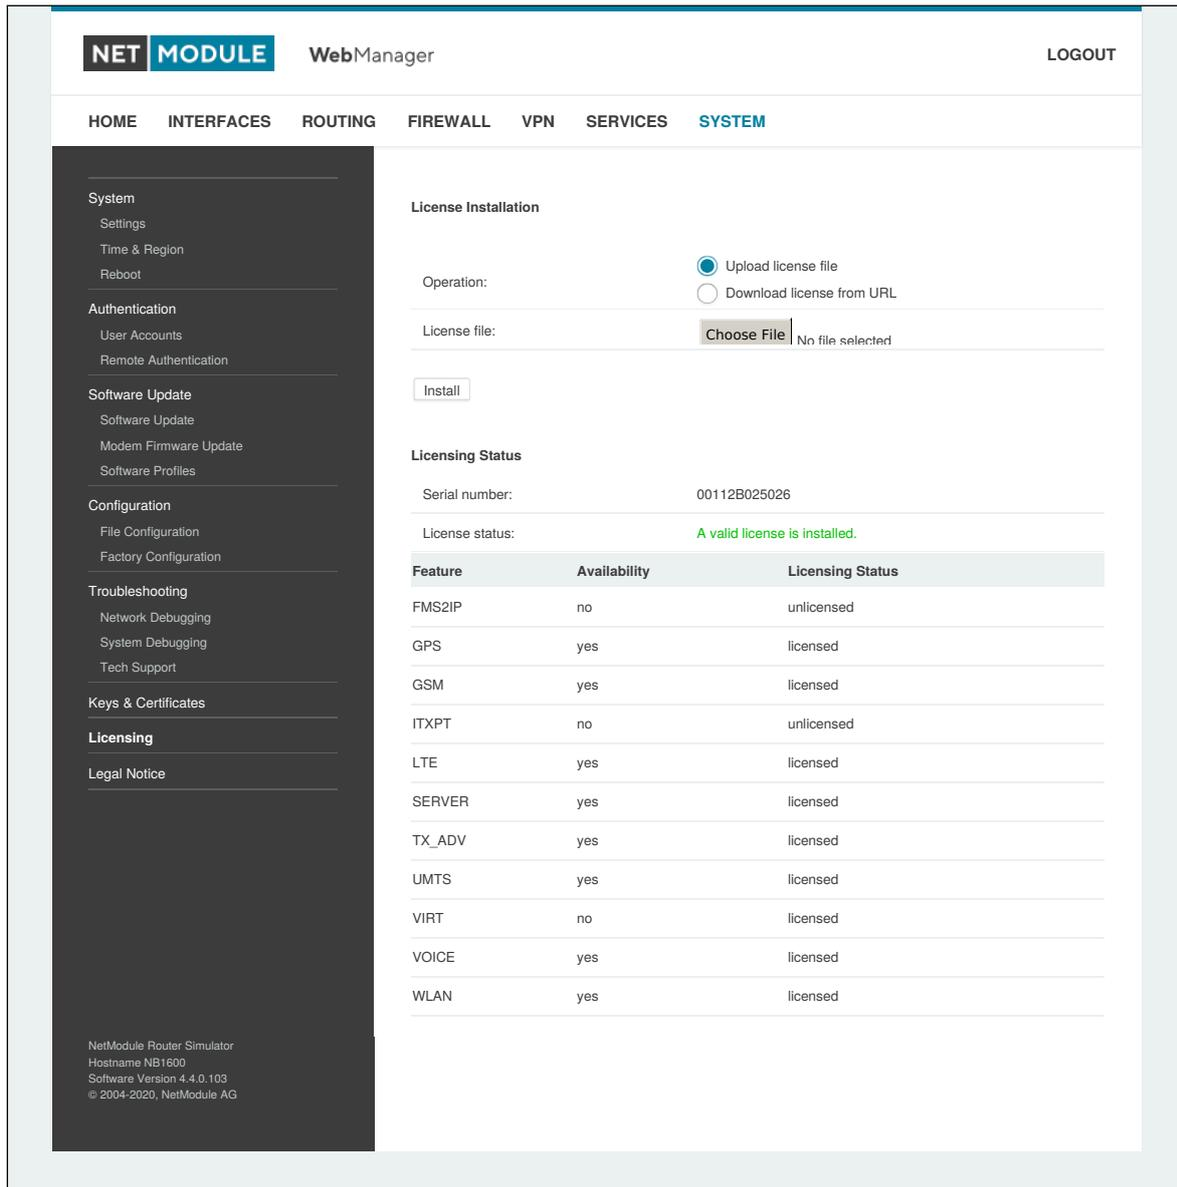 NET MODULE WebManager LOGOUT
HOME INTERFACES ROUTING FIREWALL VPN SERVICES SYSTEM
System
Settings
Time & Region
Reboot
Authentication
User Accounts
Remote Authentication
Software Update
Software Update
Modem Firmware Update
Software Profiles
Configuration
File Configuration
Factory Configuration
Troubleshooting
Network Debugging
System Debugging
Tech Support
Keys & Certificates
Licensing
Legal Notice
NetModule Router Simulator
Hostname NB1600
Software Version 4.4.0.103
© 2004-2020, NetModule AG
License Installation
Operation:
Upload license file
Download license from URL
License file: Choose File No file selected
Install
Licensing Status
Serial number: 00112B025026
License status: A valid license is installed.
Feature Availability Licensing Status
FMS2IP no unlicensed
GPS yes licensed
GSM yes licensed
ITXPT no unlicensed
LTE yes licensed
SERVER yes licensed
TX_ADV yes licensed
UMTS yes licensed
VIRT no licensed
VOICE yes licensed
WLAN yes licensed